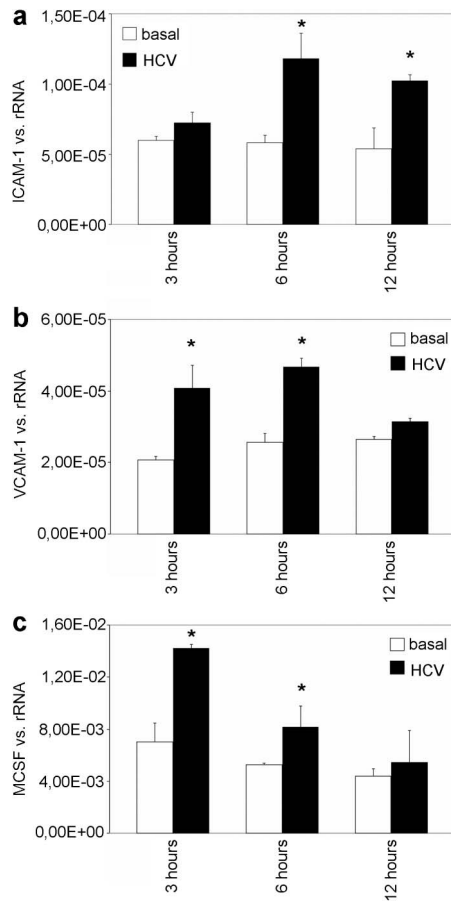 a
1,50E-04
1,00E-04
5,00E-05
0,00E+00
ICAM-1 vs. rRNA
basal
HCV
*
*
3 hours
6 hours
12 hours
b
6,00E-05
4,00E-05
2,00E-05
0,00E+00
VCAM-1 vs. rRNA
basal
HCV
*
*
3 hours
6 hours
12 hours
c
1,60E-02
1,20E-02
8,00E-03
4,00E-03
0,00E+00
MCSF vs. rRNA
basal
HCV
*
*
3 hours
6 hours
12 hours